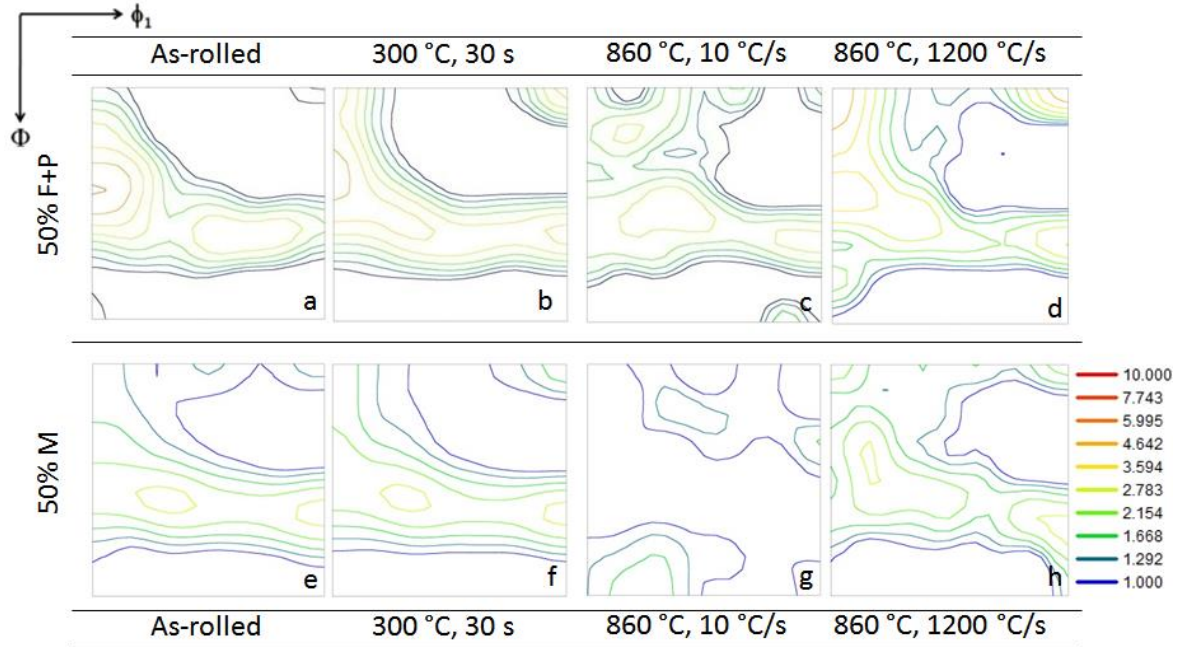 ϕ₁
Φ
As-rolled 300 °C, 30 s 860 °C, 10 °C/s 860 °C, 1200 °C/s
50% F+P
a b c d
50% M
e f g h
10.000
7.743
5.995
4.642
3.594
2.783
2.154
1.668
1.292
1.000
As-rolled 300 °C, 30 s 860 °C, 10 °C/s 860 °C, 1200 °C/s